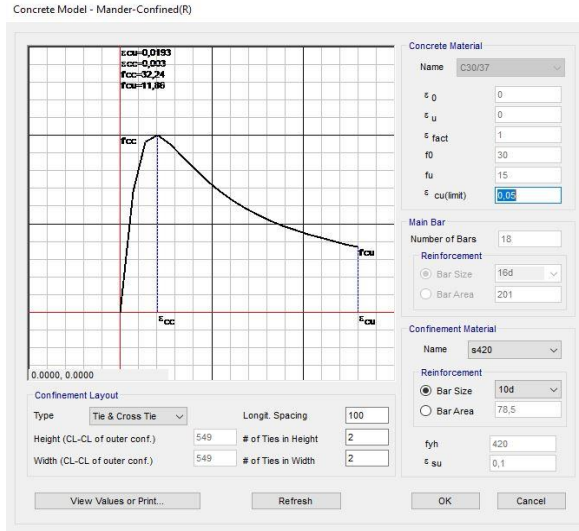 Concrete Model - Mander-Confined(R)
εcu=0,0193
εcc=0,003
fcc=32,24
fcu=11,86
fcc
fcu
εcc
εcu
0.0000, 0.0000
Concrete Material
Name C30/37
ε 0 0
ε u 0
ε fact 1
f0 30
fu 15
ε cu(limit) 0,05
Main Bar
Number of Bars 18
Reinforcement
Bar Size 16d
Bar Area 201
Confinement Material
Name s420
Reinforcement
Bar Size 10d
Bar Area 78,5
fyh 420
ε su 0,1
Confinement Layout
Type Tie & Cross Tie Longit. Spacing 100
Height (CL-CL of outer conf.) 549 # of Ties in Height 2
Width (CL-CL of outer conf.) 549 # of Ties in Width 2
View Values or Print... Refresh OK Cancel